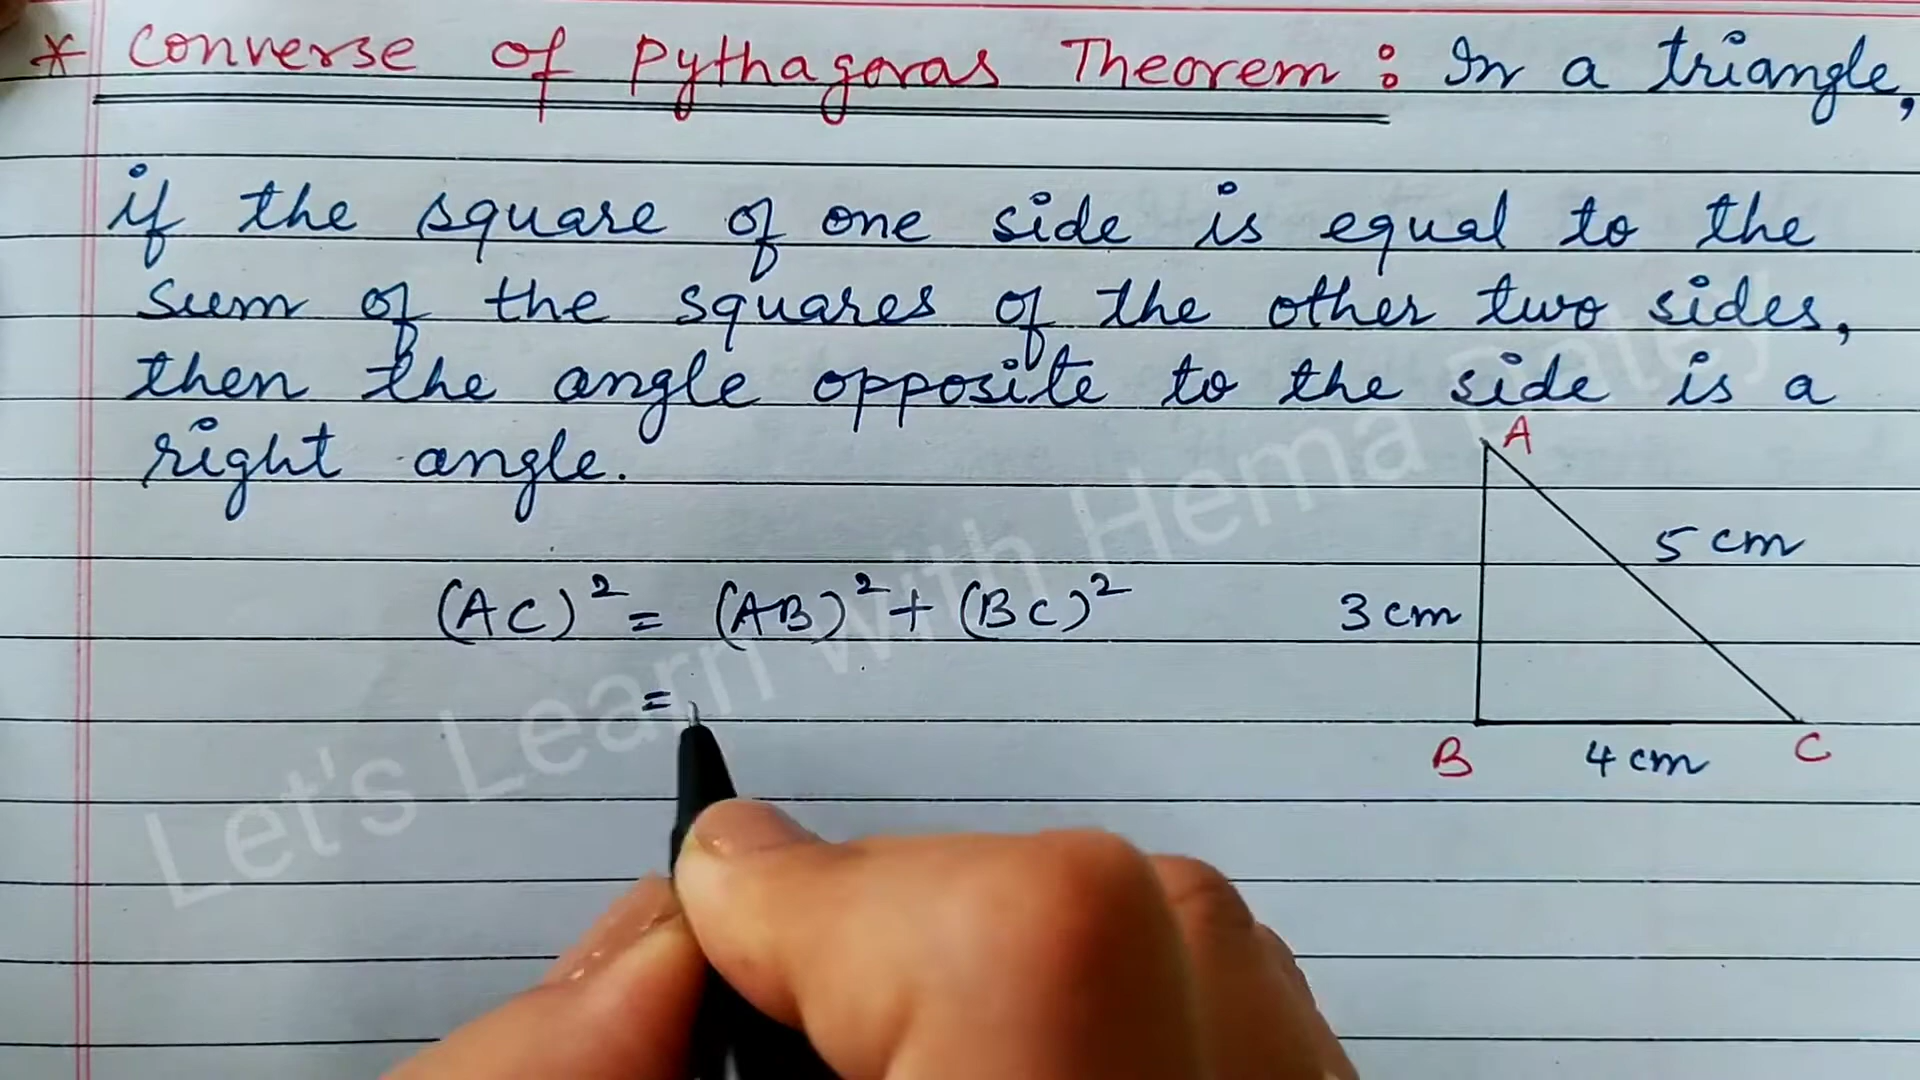 * Converse of Pythagoras Theorem : In a triangle,
if the square of one side is equal to the
sum of the squares of the other two sides,
then the angle opposite to the side is a
right angle.
A
5 cm
(AC)² = (AB)² + (BC)²
3 cm
=
B 4 cm C
Let's Learn with Hema Patey